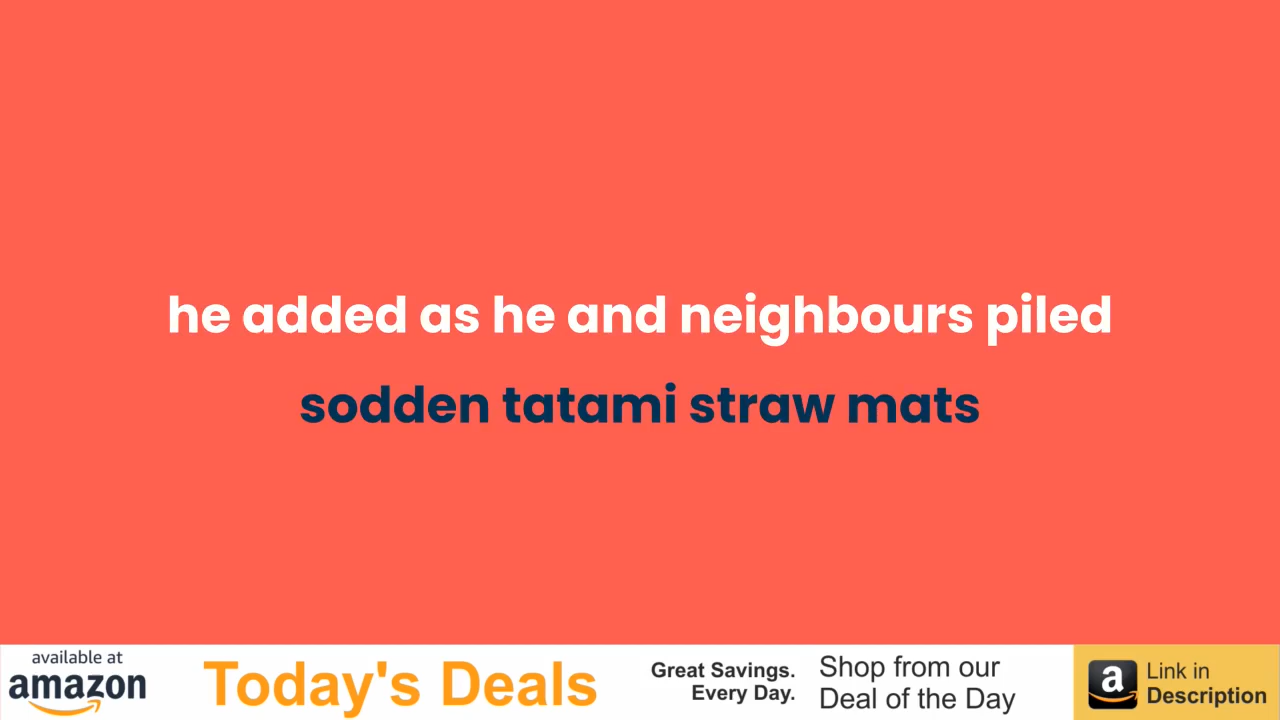 he added as he and neighbours piled
sodden tatami straw mats
available at
amazon
Today's Deals
Great Savings.
Every Day.
Shop from our
Deal of the Day
a
Link in
Description